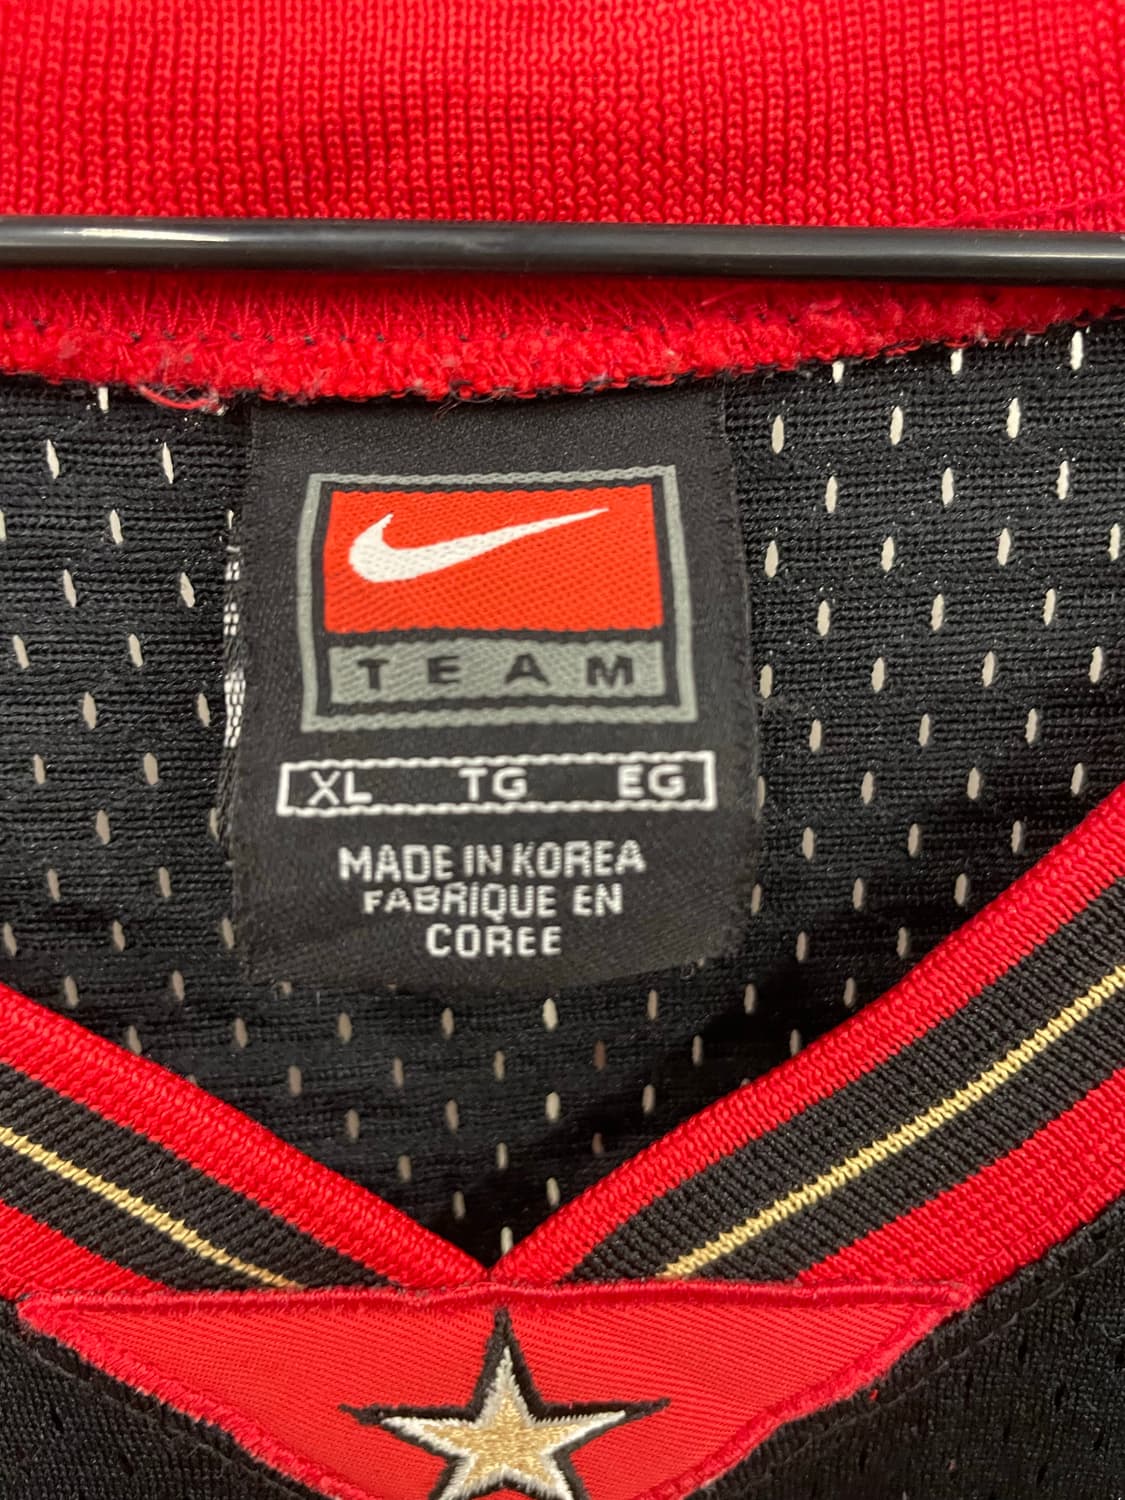 TEAM
XL TG EG
MADE IN KOREA
FABRIQUE EN
COREE